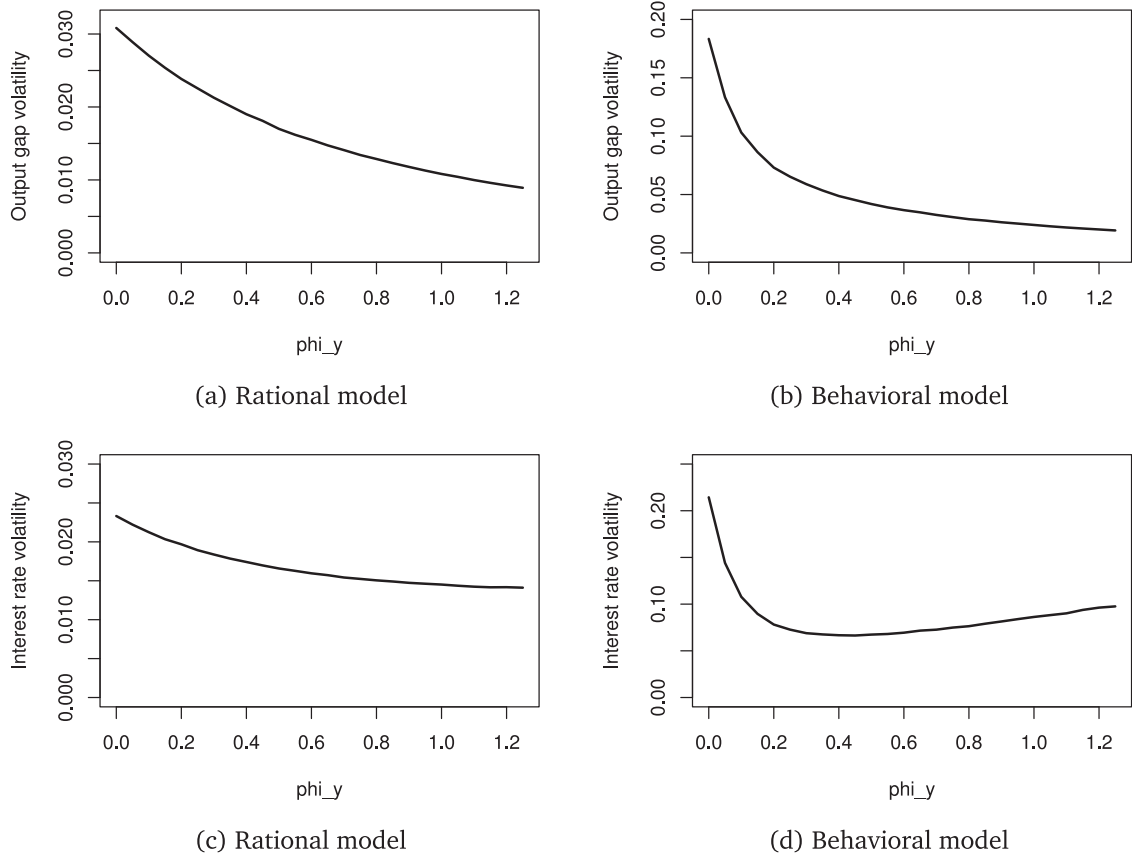 Output gap volatility
0.030
0.020
0.010
0.000
0.0 0.2 0.4 0.6 0.8 1.0 1.2
phi_y
(a) Rational model
Output gap volatility
0.20
0.15
0.10
0.05
0.00
0.0 0.2 0.4 0.6 0.8 1.0 1.2
phi_y
(b) Behavioral model
Interest rate volatility
0.030
0.020
0.010
0.000
0.0 0.2 0.4 0.6 0.8 1.0 1.2
phi_y
(c) Rational model
Interest rate volatility
0.20
0.10
0.00
0.0 0.2 0.4 0.6 0.8 1.0 1.2
phi_y
(d) Behavioral model